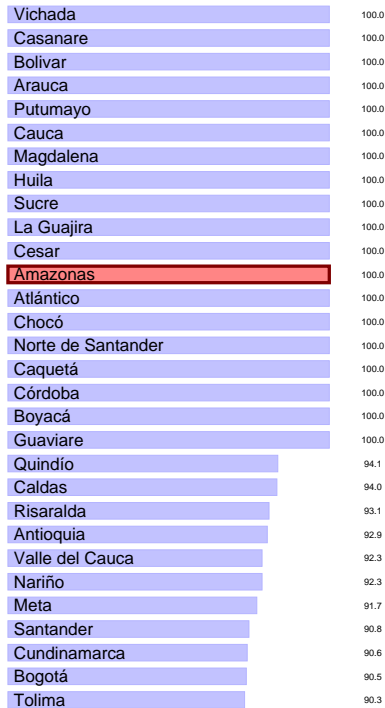 Vichada 100.0
Casanare 100.0
Bolivar 100.0
Arauca 100.0
Putumayo 100.0
Cauca 100.0
Magdalena 100.0
Huila 100.0
Sucre 100.0
La Guajira 100.0
Cesar 100.0
Amazonas 100.0
Atlántico 100.0
Chocó 100.0
Norte de Santander 100.0
Caquetá 100.0
Córdoba 100.0
Boyacá 100.0
Guaviare 100.0
Quindío 94.1
Caldas 94.0
Risaralda 93.1
Antioquia 92.9
Valle del Cauca 92.3
Nariño 92.3
Meta 91.7
Santander 90.8
Cundinamarca 90.6
Bogotá 90.5
Tolima 90.3